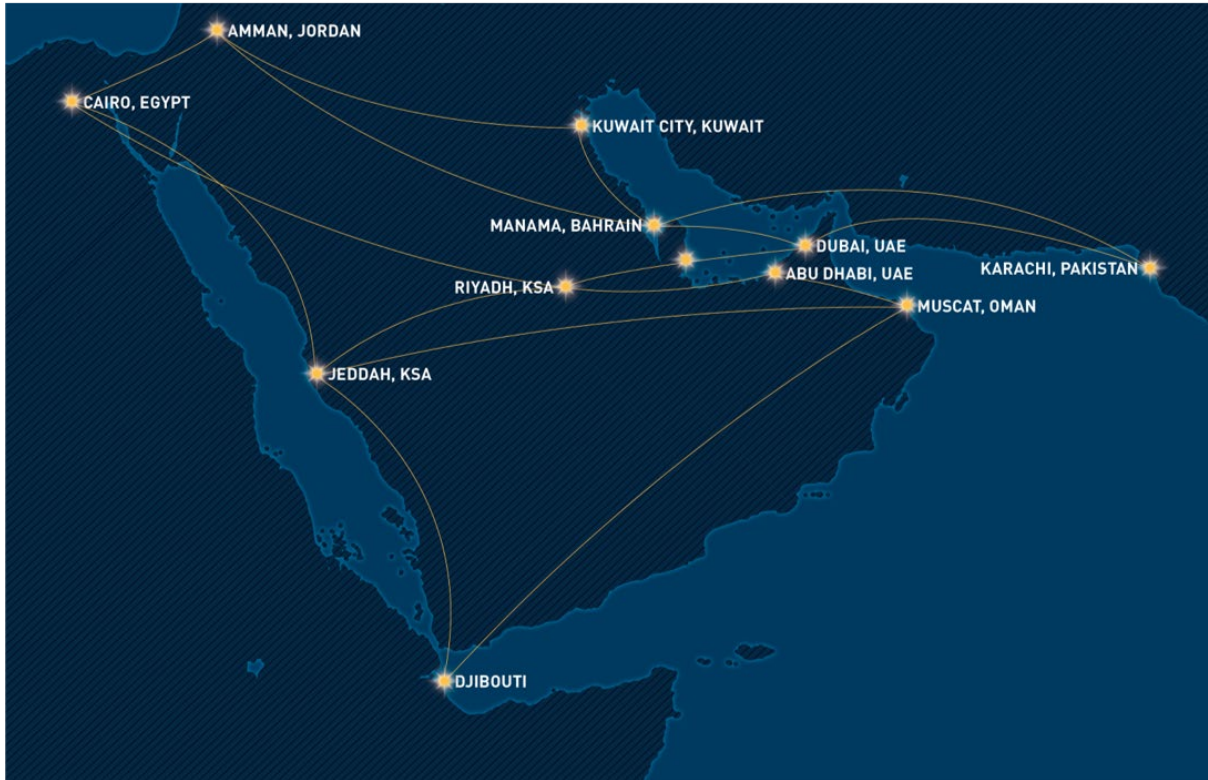 AMMAN, JORDAN
CAIRO, EGYPT
KUWAIT CITY, KUWAIT
MANAMA, BAHRAIN
DUBAI, UAE
KARACHI, PAKISTAN
ABU DHABI, UAE
RIYADH, KSA
MUSCAT, OMAN
JEDDAH, KSA
DJIBOUTI